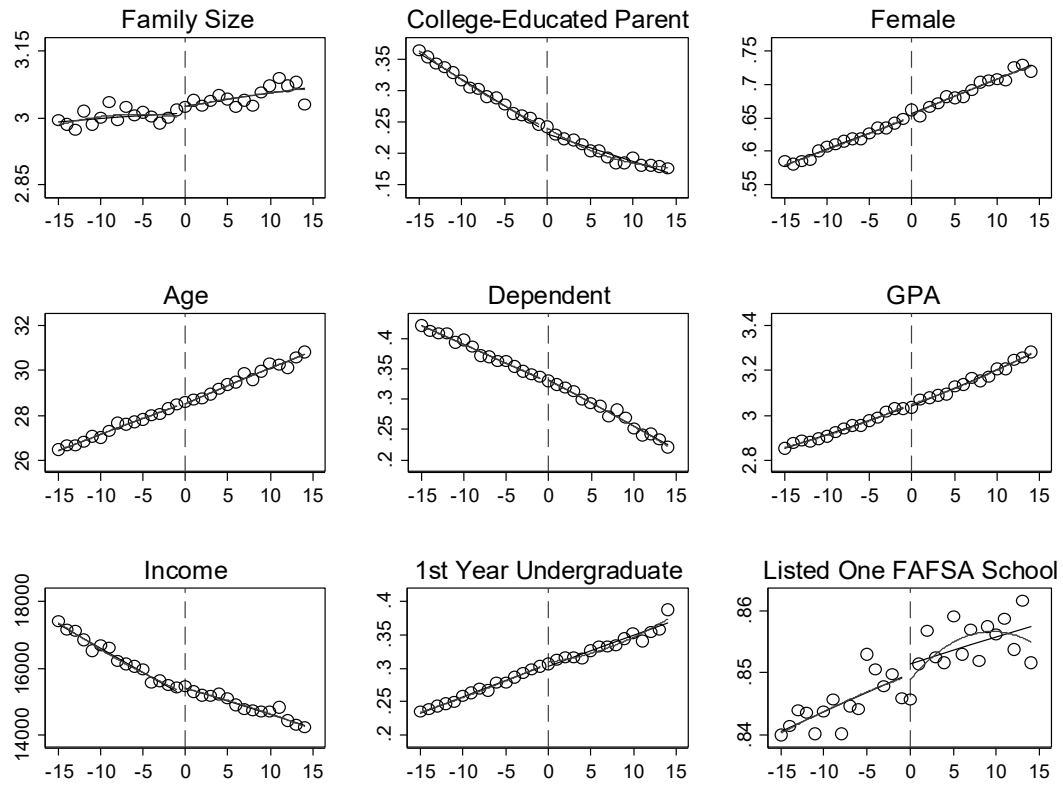 Family Size
3.15
3
2.85
-15 -10 -5 0 5 10 15
College-Educated Parent
.35
.3
.25
.2
.15
-15 -10 -5 0 5 10 15
Female
.75
.7
.65
.6
.55
-15 -10 -5 0 5 10 15
Age
32
30
28
26
-15 -10 -5 0 5 10 15
Dependent
.4
.35
.3
.25
.2
-15 -10 -5 0 5 10 15
GPA
3.4
3.2
3
2.8
-15 -10 -5 0 5 10 15
Income
18000
16000
14000
-15 -10 -5 0 5 10 15
1st Year Undergraduate
.4
.35
.3
.25
.2
-15 -10 -5 0 5 10 15
Listed One FAFSA School
.86
.85
.84
-15 -10 -5 0 5 10 15